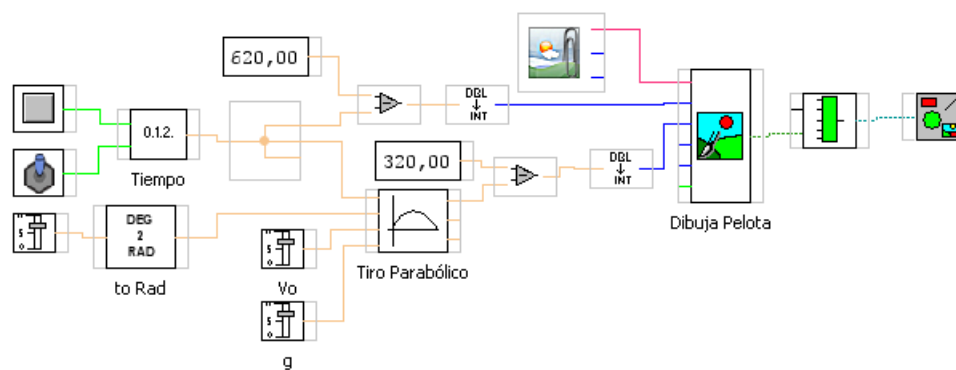 620,00
DBL
↓
INT
0.1.2.
Tiempo
320,00
DBL
↓
INT
Dibuja Pelota
DEG
2
RAD
to Rad
Vo
Tiro Parabólico
g